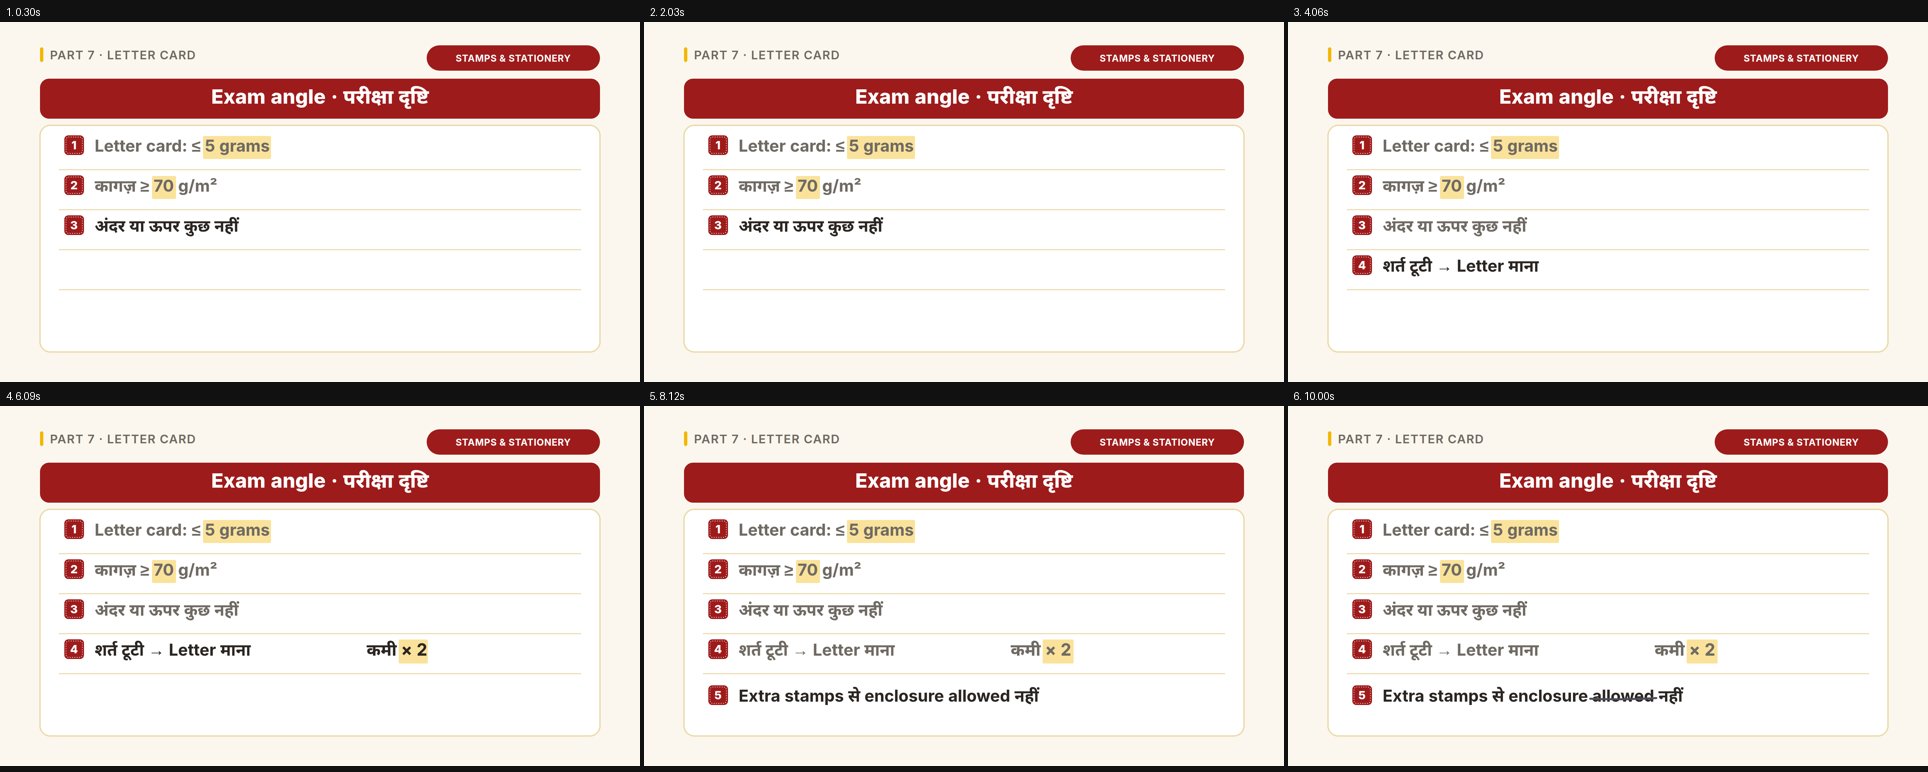 1. 0.30s
PART 7 · LETTER CARD
STAMPS & STATIONERY
Exam angle · परीक्षा दृष्टि
1 Letter card: ≤ 5 grams
2 कागज़ ≥ 70 g/m²
3 अंदर या ऊपर कुछ नहीं
2. 2.03s
PART 7 · LETTER CARD
STAMPS & STATIONERY
Exam angle · परीक्षा दृष्टि
1 Letter card: ≤ 5 grams
2 कागज़ ≥ 70 g/m²
3 अंदर या ऊपर कुछ नहीं
3. 4.06s
PART 7 · LETTER CARD
STAMPS & STATIONERY
Exam angle · परीक्षा दृष्टि
1 Letter card: ≤ 5 grams
2 कागज़ ≥ 70 g/m²
3 अंदर या ऊपर कुछ नहीं
4 शर्त टूटी → Letter माना
4. 6.09s
PART 7 · LETTER CARD
STAMPS & STATIONERY
Exam angle · परीक्षा दृष्टि
1 Letter card: ≤ 5 grams
2 कागज़ ≥ 70 g/m²
3 अंदर या ऊपर कुछ नहीं
4 शर्त टूटी → Letter माना कमी × 2
5. 8.12s
PART 7 · LETTER CARD
STAMPS & STATIONERY
Exam angle · परीक्षा दृष्टि
1 Letter card: ≤ 5 grams
2 कागज़ ≥ 70 g/m²
3 अंदर या ऊपर कुछ नहीं
4 शर्त टूटी → Letter माना कमी × 2
5 Extra stamps से enclosure allowed नहीं
6. 10.00s
PART 7 · LETTER CARD
STAMPS & STATIONERY
Exam angle · परीक्षा दृष्टि
1 Letter card: ≤ 5 grams
2 कागज़ ≥ 70 g/m²
3 अंदर या ऊपर कुछ नहीं
4 शर्त टूटी → Letter माना कमी × 2
5 Extra stamps से enclosure allowed नहीं